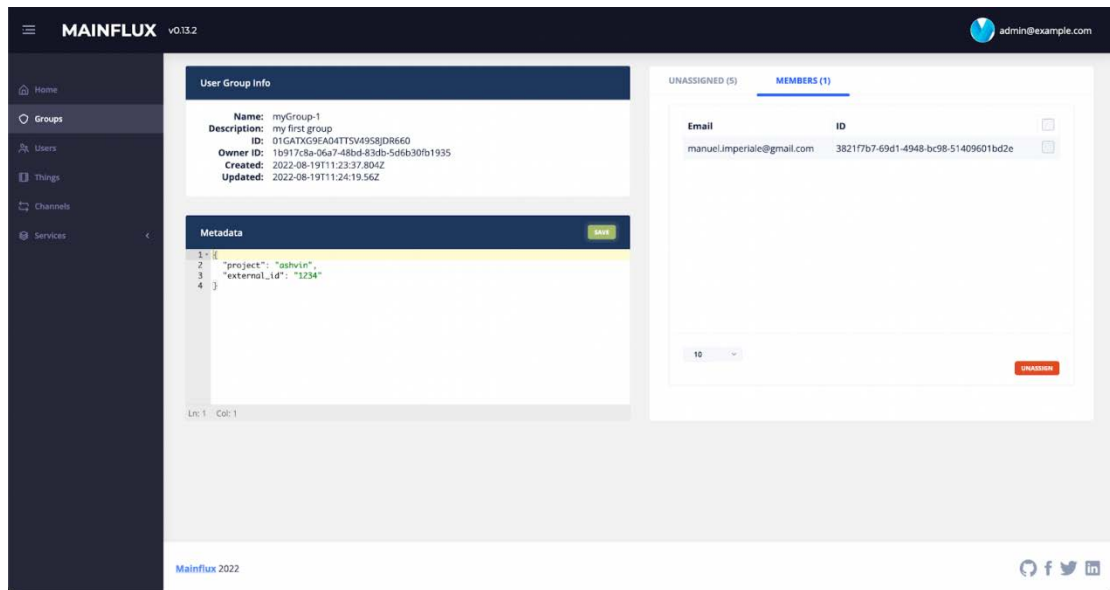 MAINFLUX v0.13.2
admin@example.com
Home
Groups
Users
Things
Channels
Services
User Group Info
Name: myGroup-1
Description: my first group
ID: 01GATXG9EA04TTSV49S8JDR660
Owner ID: 1b917c8a-06a7-48bd-83db-5d6b30fb1935
Created: 2022-08-19T11:23:37.804Z
Updated: 2022-08-19T11:24:19.56Z
Metadata
SAVE
1 {
2 "project": "ashvin",
3 "external_id": "1234"
4 }
Ln: 1 Col: 1
UNASSIGNED (5) MEMBERS (1)
Email ID
manuel.imperiale@gmail.com 3821f7b7-69d1-4948-bc98-51409601bd2e
10
UNASSIGN
Mainflux 2022